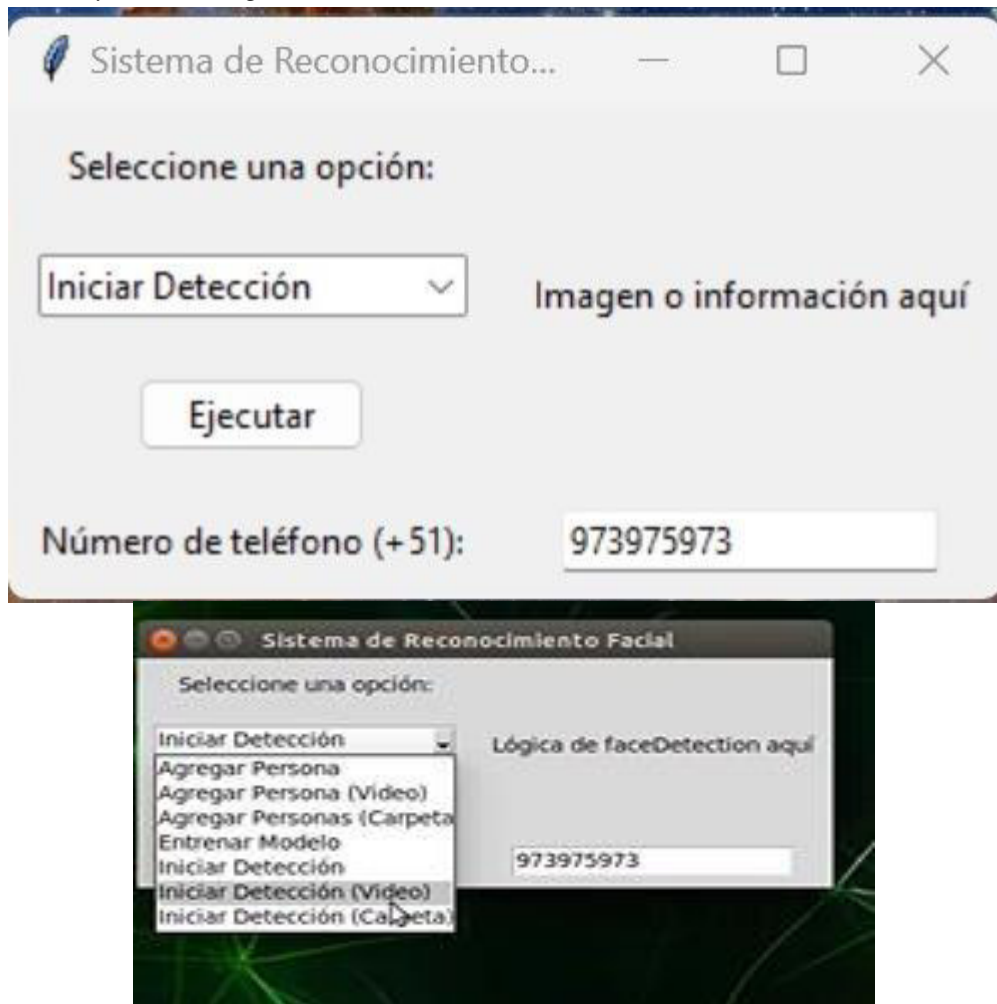 Sistema de Reconocimiento...
Seleccione una opción:
Iniciar Detección
Imagen o información aquí
Ejecutar
Número de teléfono (+51):
973975973
Sistema de Reconocimiento Facial
Seleccione una opción:
Iniciar Detección
Lógica de faceDetection aquí
Agregar Persona
Agregar Persona (Video)
Agregar Personas (Carpeta
Entrenar Modelo
Iniciar Detección
973975973
Iniciar Detección (Video)
Iniciar Detección (Carpeta)